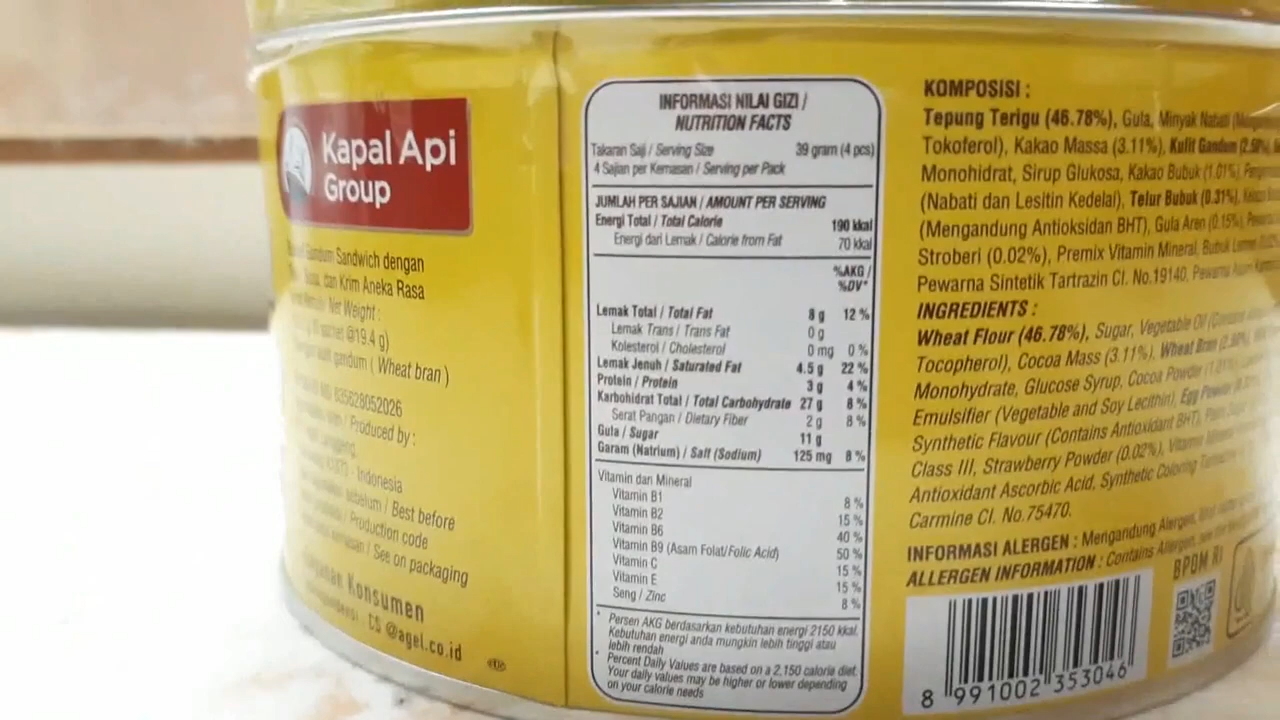 Kapal Api
Group
Gandum Sandwich dengan
dan Krim Aneka Rasa
Net Weight :
@19.4 g)
gandum ( Wheat bran )
635628052026
/ Produced by :
- Indonesia
sebelum / Best before
/ Production code
/ See on packaging
Konsumen
CS @agel.co.id
INFORMASI NILAI GIZI /
NUTRITION FACTS
Takaran Saji / Serving Size 39 gram (4 pcs)
4 Sajian per Kemasan / Serving per Pack
JUMLAH PER SAJIAN / AMOUNT PER SERVING
Energi Total / Total Calorie 190 kkal
Energi dari Lemak / Calorie from Fat 70 kkal
%AKG /
%DV*
Lemak Total / Total Fat 8 g 12 %
Lemak Trans / Trans Fat 0 g
Kolesterol / Cholesterol 0 mg 0 %
Lemak Jenuh / Saturated Fat 4.5 g 22 %
Protein / Protein 3 g 4 %
Karbohidrat Total / Total Carbohydrate 27 g 8 %
Serat Pangan / Dietary Fiber 2 g 8 %
Gula / Sugar 11 g
Garam (Natrium) / Salt (Sodium) 125 mg 8 %
Vitamin dan Mineral
Vitamin B1 8 %
Vitamin B2 15 %
Vitamin B6 40 %
Vitamin B9 (Asam Folat/Folic Acid) 50 %
Vitamin C 15 %
Vitamin E 15 %
Seng / Zinc 8 %
* Persen AKG berdasarkan kebutuhan energi 2150 kkal.
Kebutuhan energi anda mungkin lebih tinggi atau
lebih rendah
* Percent Daily Values are based on a 2,150 calorie diet.
Your daily values may be higher or lower depending
on your calorie needs
KOMPOSISI :
Tepung Terigu (46.78%), Gula, Minyak Nabati
Tokoferol), Kakao Massa (3.11%), Kulit Gandum
Monohidrat, Sirup Glukosa, Kakao Bubuk (1.01%),
(Nabati dan Lesitin Kedelai), Telur Bubuk (0.31%),
(Mengandung Antioksidan BHT), Gula Aren (0.15%),
Stroberi (0.02%), Premix Vitamin Mineral, Bubuk
Pewarna Sintetik Tartrazin CI. No.19140, Pewarna
INGREDIENTS :
Wheat Flour (46.78%), Sugar, Vegetable Oil
Tocopherol), Cocoa Mass (3.11%), Wheat Bran
Monohydrate, Glucose Syrup, Cocoa Powder
Emulsifier (Vegetable and Soy Lecithin), Egg Powder
Synthetic Flavour (Contains Antioxidant BHT),
Class III, Strawberry Powder (0.02%), Vitamin
Antioxidant Ascorbic Acid, Synthetic Coloring
Carmine CI. No.75470.
INFORMASI ALERGEN : Mengandung Alergen,
ALLERGEN INFORMATION : Contains Allergen,
BPOM RI
8 991002 353046